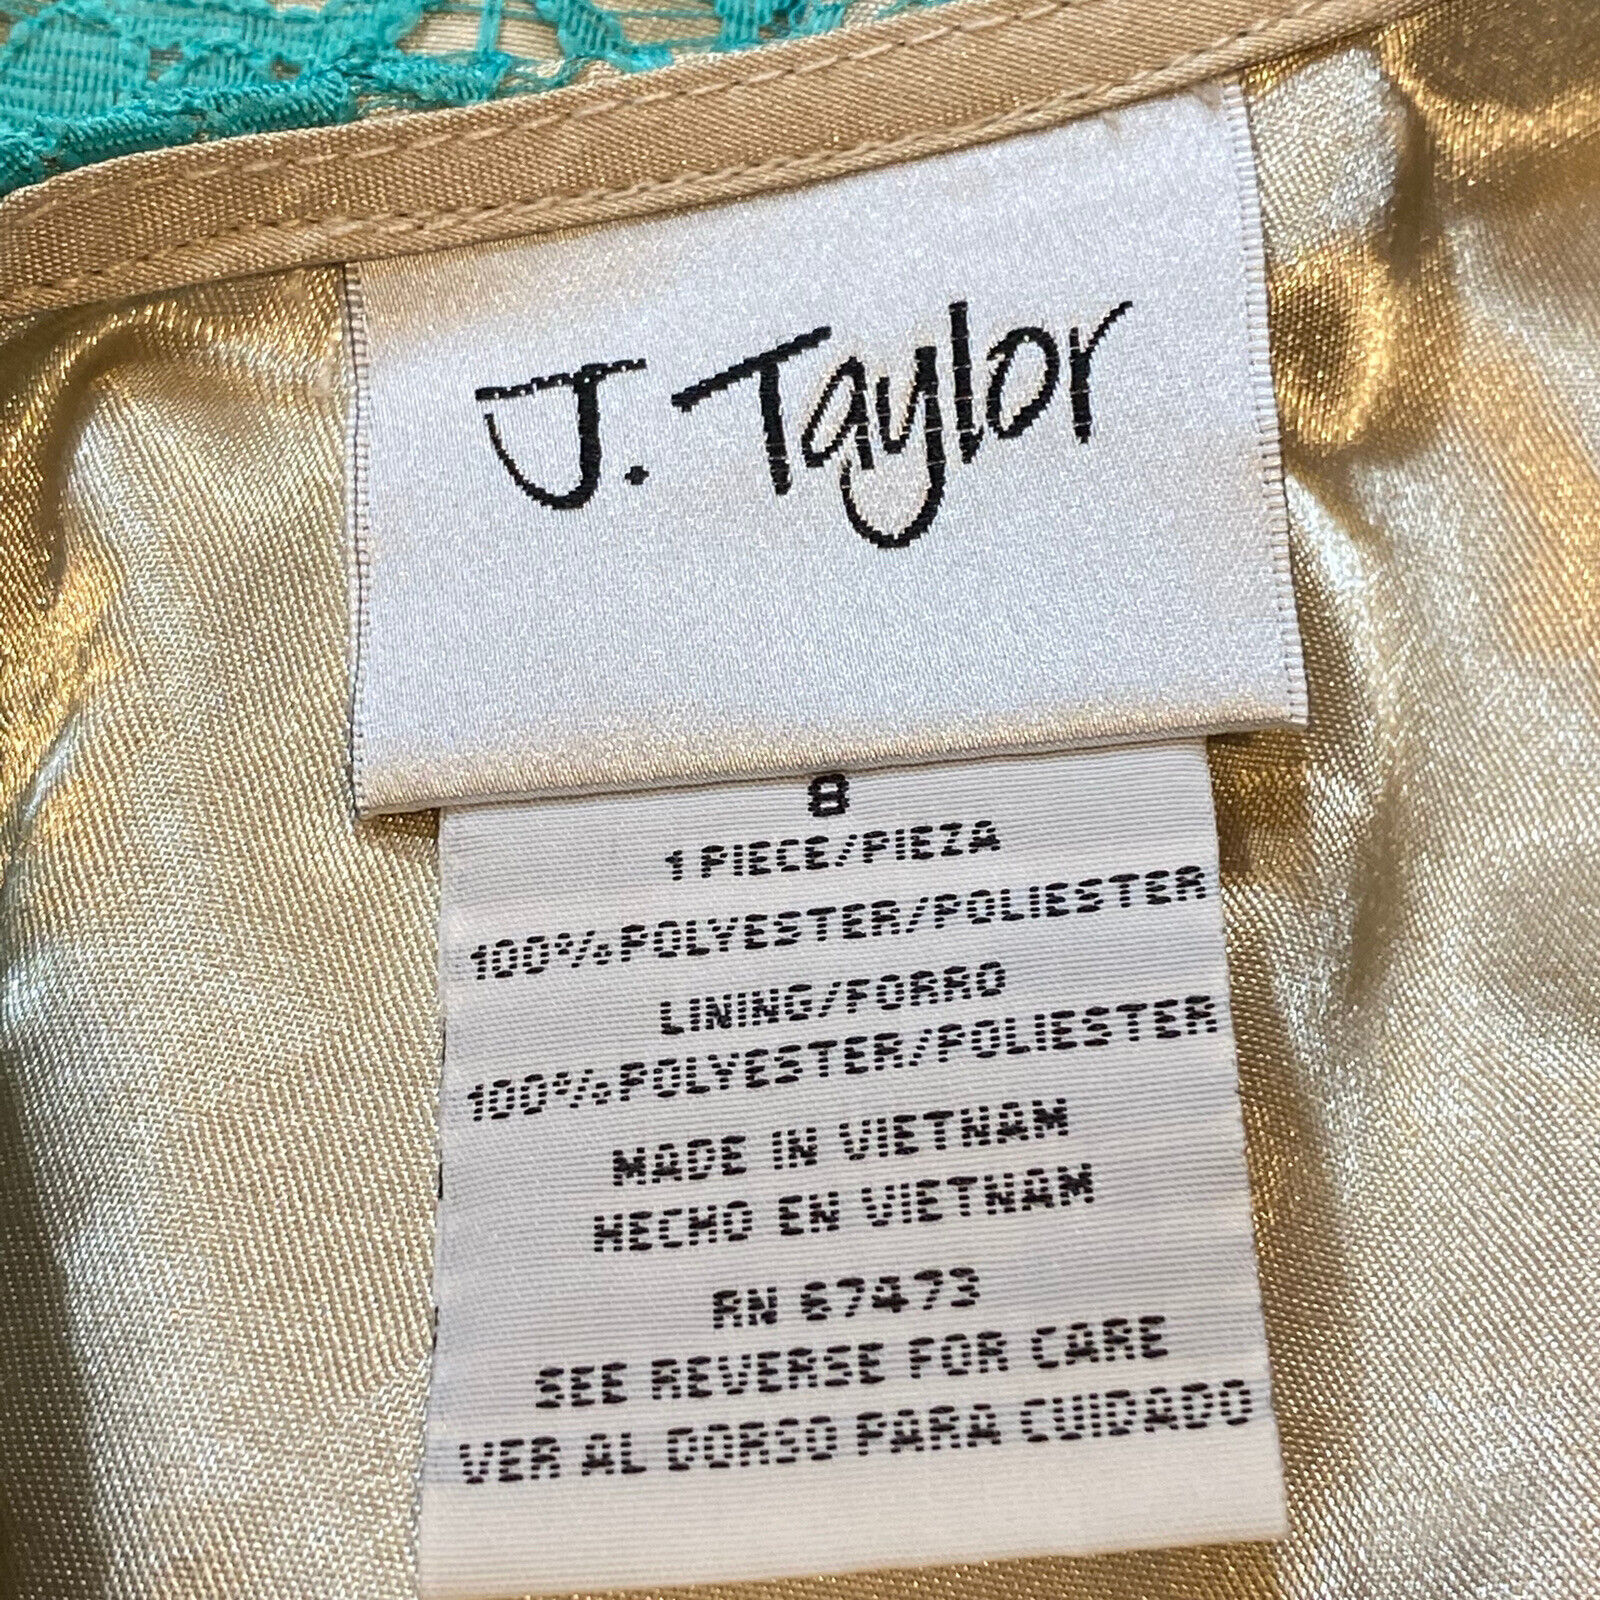 J. Taylor
8
1 PIECE/PIEZA
100% POLYESTER/POLIESTER
LINING/FORRO
100% POLYESTER/POLIESTER
MADE IN VIETNAM
HECHO EN VIETNAM
RN 67473
SEE REVERSE FOR CARE
VER AL DORSO PARA CUIDADO